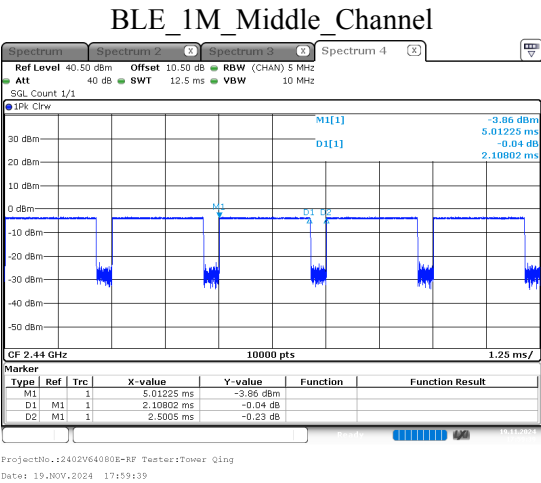 BLE_1M_Middle_Channel
Spectrum Spectrum 2 X Spectrum 3 X Spectrum 4 X
Ref Level 40.50 dBm Offset 10.50 dB RBW (CHAN) 5 MHz
Att 40 dB SWT 12.5 ms VBW 10 MHz
SGL Count 1/1
1Pk Clrw
M1[1] -3.86 dBm
5.01225 ms
30 dBm
D1[1] -0.04 dB
2.10802 ms
20 dBm
10 dBm
0 dBm
M1
D1 D2
-10 dBm
-20 dBm
-30 dBm
-40 dBm
-50 dBm
CF 2.44 GHz 10000 pts 1.25 ms/
Marker
Type Ref Trc X-value Y-value Function Function Result
M1 1 5.01225 ms -3.86 dBm
D1 M1 1 2.10802 ms -0.04 dB
D2 M1 1 2.5005 ms -0.23 dB
Ready 19.11.2024
ProjectNo.:2402V64080E-RF Tester:Tower Qing
Date: 19.NOV.2024 17:59:39